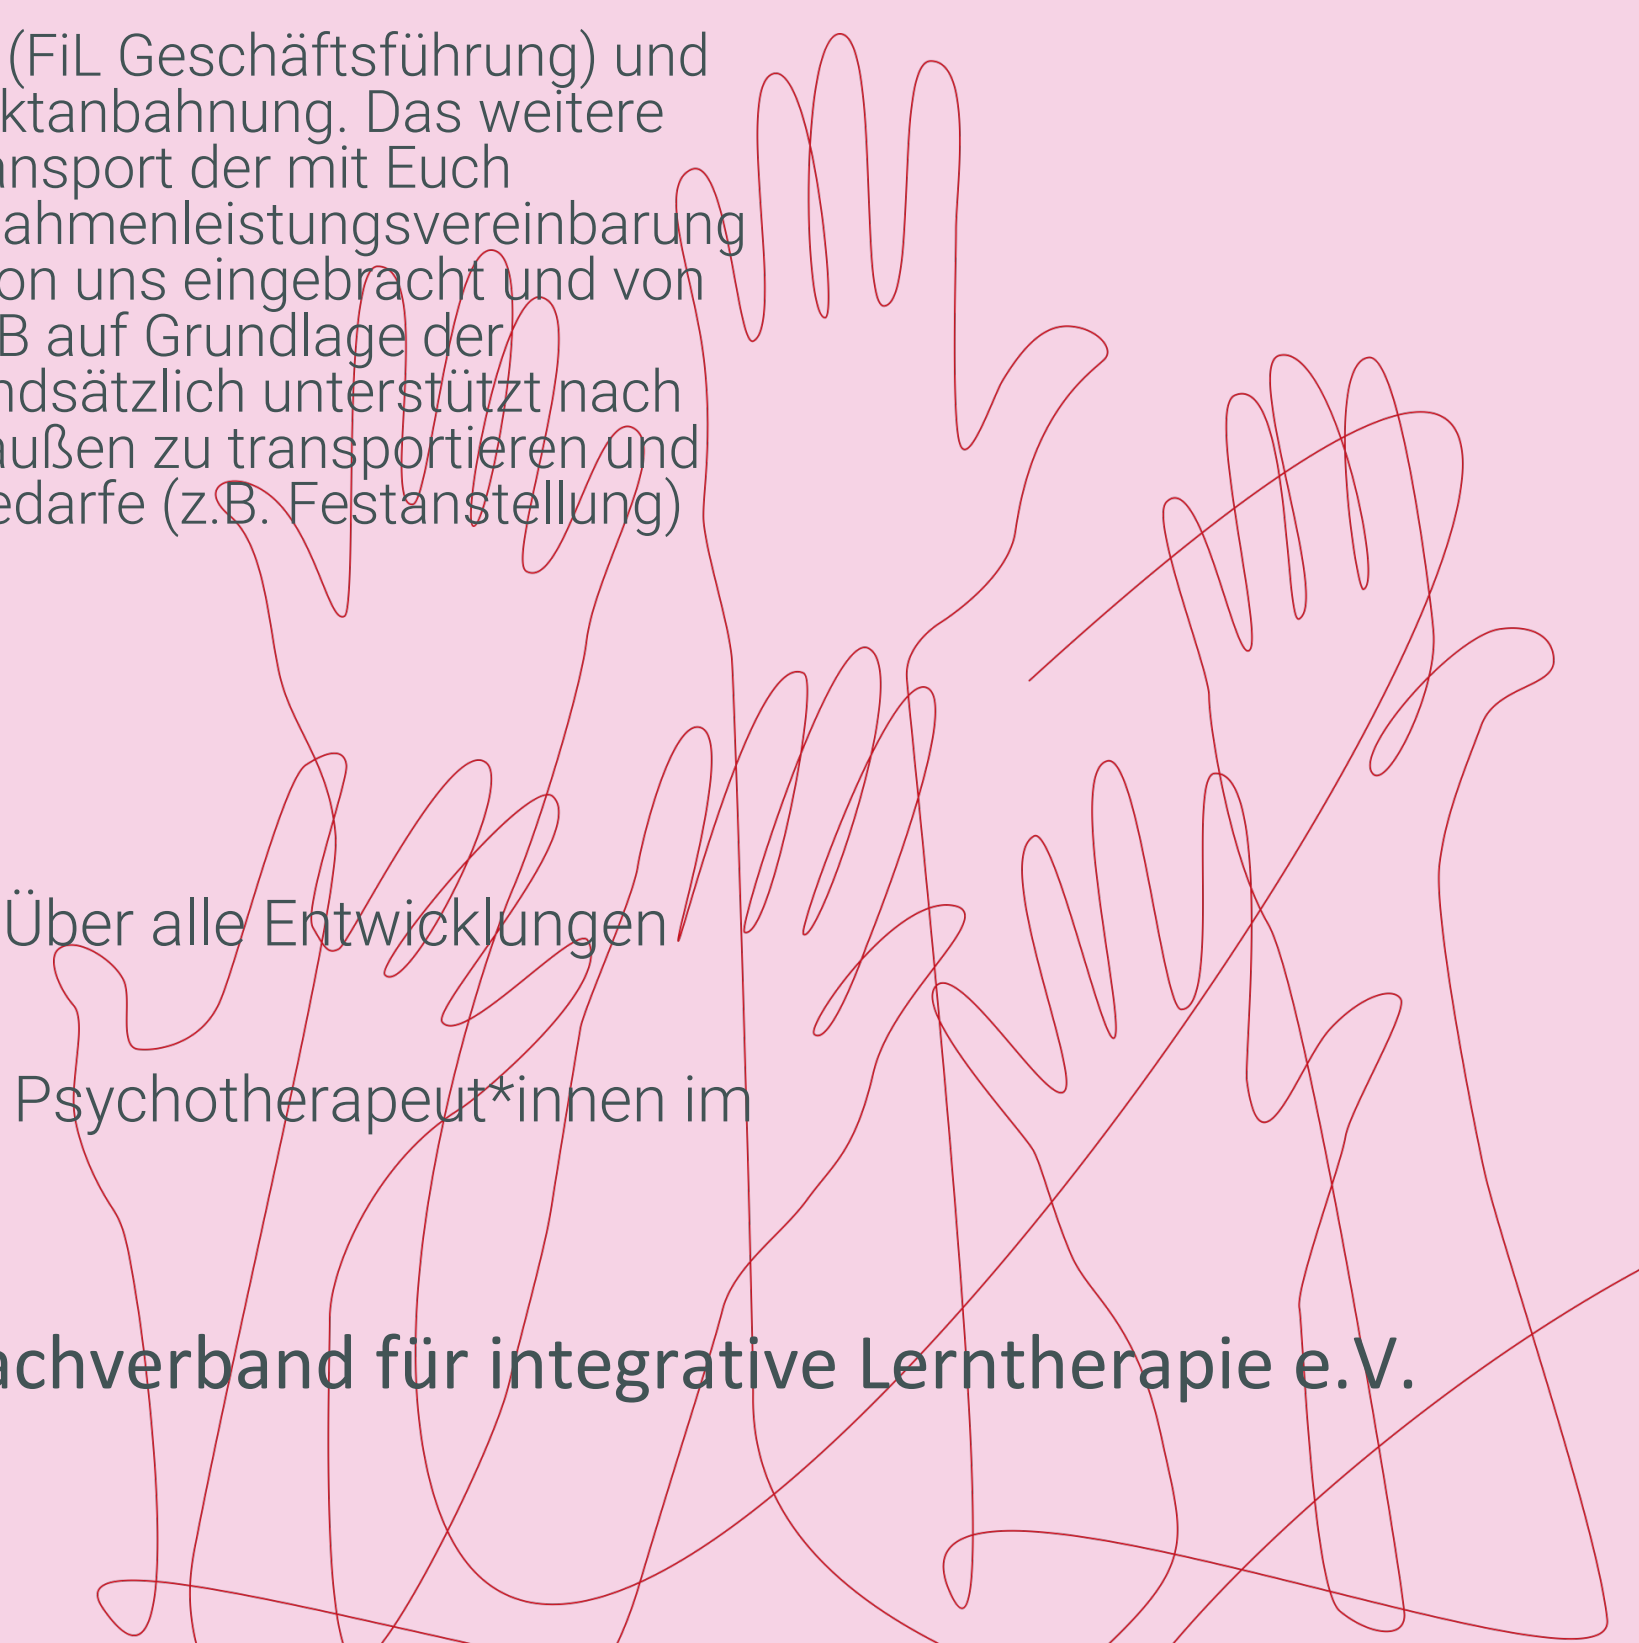 (FiL Geschäftsführung) und
ktanbahnung. Das weitere
ansport der mit Euch
ahmenleistungsvereinbarung
on uns eingebracht und von
B auf Grundlage der
ndsätzlich unterstützt nach
außen zu transportieren und
edarfe (z.B. Festanstellung)
Über alle Entwicklungen
Psychotherapeut*innen im
achverband für integrative Lerntherapie e.V.